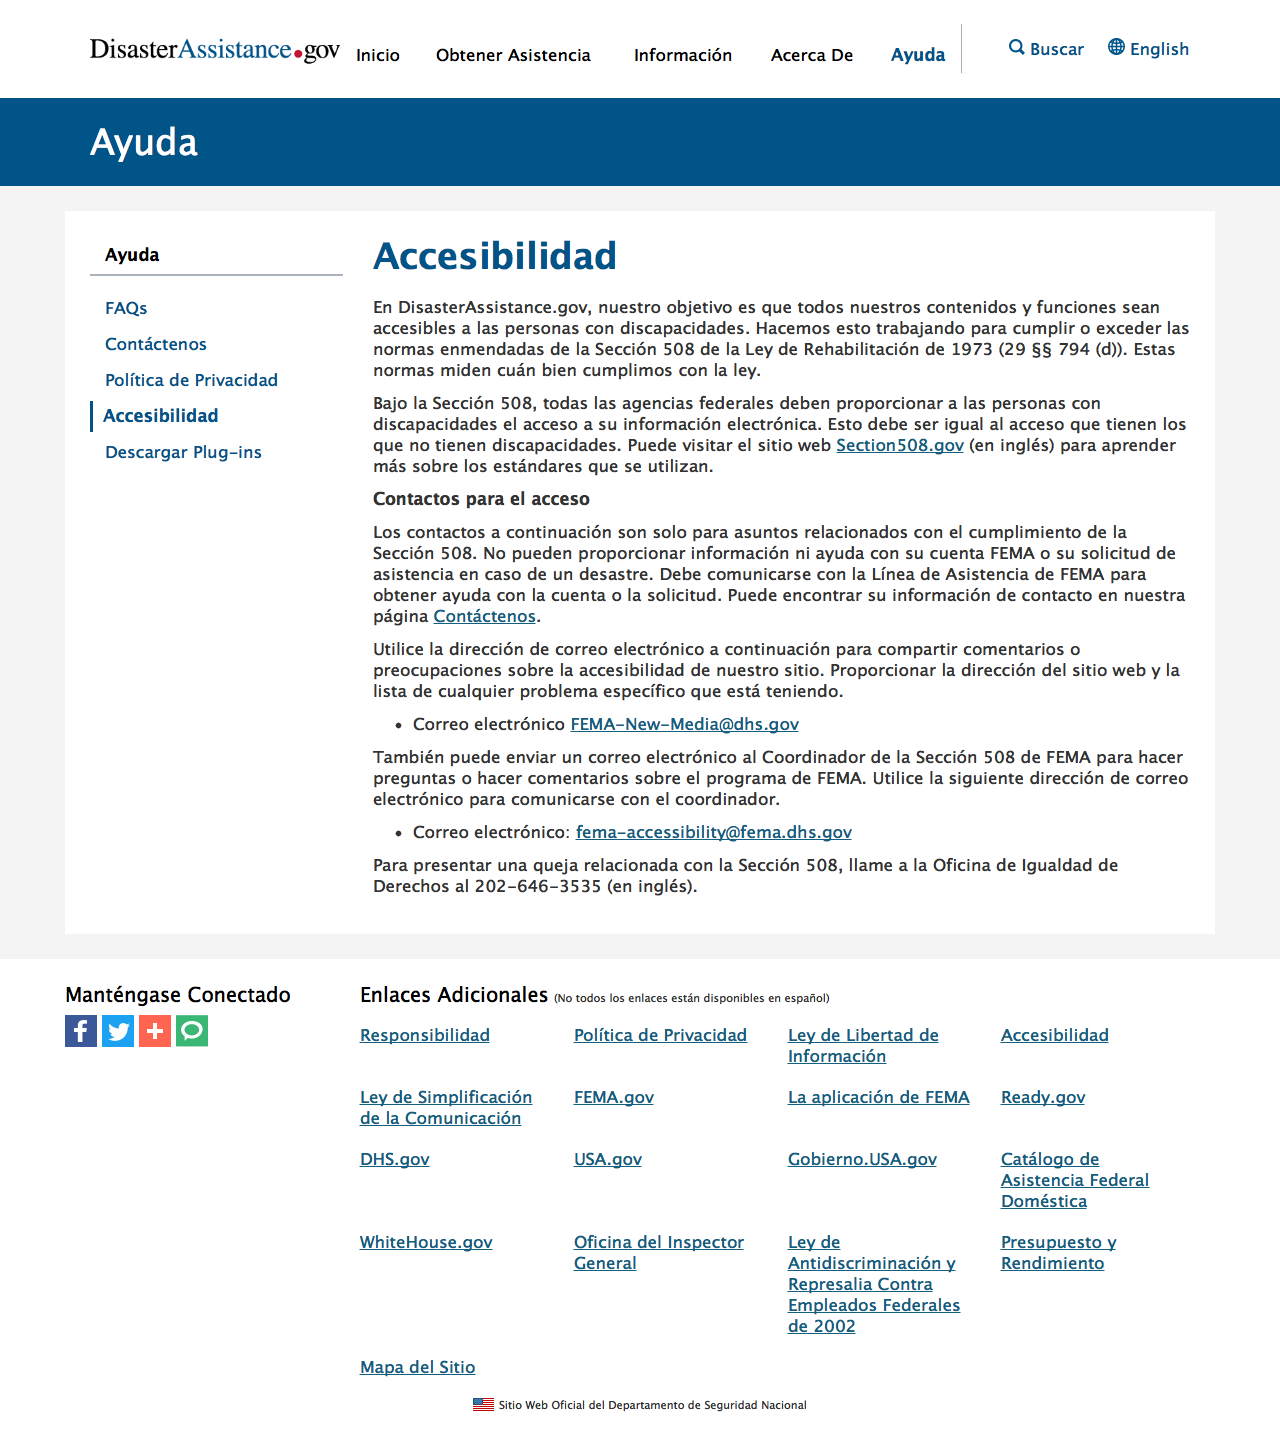 DisasterAssistance.gov
Inicio
Obtener Asistencia
Información
Acerca De
Ayuda
Buscar
English
Ayuda
Ayuda
FAQs
Contáctenos
Política de Privacidad
Accesibilidad
Descargar Plug-ins
Accesibilidad
En DisasterAssistance.gov, nuestro objetivo es que todos nuestros contenidos y funciones sean
accesibles a las personas con discapacidades. Hacemos esto trabajando para cumplir o exceder las
normas enmendadas de la Sección 508 de la Ley de Rehabilitación de 1973 (29 §§ 794 (d)). Estas
normas miden cuán bien cumplimos con la ley.
Bajo la Sección 508, todas las agencias federales deben proporcionar a las personas con
discapacidades el acceso a su información electrónica. Esto debe ser igual al acceso que tienen los
que no tienen discapacidades. Puede visitar el sitio web Section508.gov (en inglés) para aprender
más sobre los estándares que se utilizan.
Contactos para el acceso
Los contactos a continuación son solo para asuntos relacionados con el cumplimiento de la
Sección 508. No pueden proporcionar información ni ayuda con su cuenta FEMA o su solicitud de
asistencia en caso de un desastre. Debe comunicarse con la Línea de Asistencia de FEMA para
obtener ayuda con la cuenta o la solicitud. Puede encontrar su información de contacto en nuestra
página Contáctenos.
Utilice la dirección de correo electrónico a continuación para compartir comentarios o
preocupaciones sobre la accesibilidad de nuestro sitio. Proporcionar la dirección del sitio web y la
lista de cualquier problema específico que está teniendo.
• Correo electrónico FEMA-New-Media@dhs.gov
También puede enviar un correo electrónico al Coordinador de la Sección 508 de FEMA para hacer
preguntas o hacer comentarios sobre el programa de FEMA. Utilice la siguiente dirección de correo
electrónico para comunicarse con el coordinador.
• Correo electrónico: fema-accessibility@fema.dhs.gov
Para presentar una queja relacionada con la Sección 508, llame a la Oficina de Igualdad de
Derechos al 202-646-3535 (en inglés).
Manténgase Conectado
Enlaces Adicionales (No todos los enlaces están disponibles en español)
Responsibilidad
Política de Privacidad
Ley de Libertad de
Información
Accesibilidad
Ley de Simplificación
de la Comunicación
FEMA.gov
La aplicación de FEMA
Ready.gov
DHS.gov
USA.gov
Gobierno.USA.gov
Catálogo de
Asistencia Federal
Doméstica
WhiteHouse.gov
Oficina del Inspector
General
Ley de
Antidiscriminación y
Represalia Contra
Empleados Federales
de 2002
Presupuesto y
Rendimiento
Mapa del Sitio
Sitio Web Oficial del Departamento de Seguridad Nacional